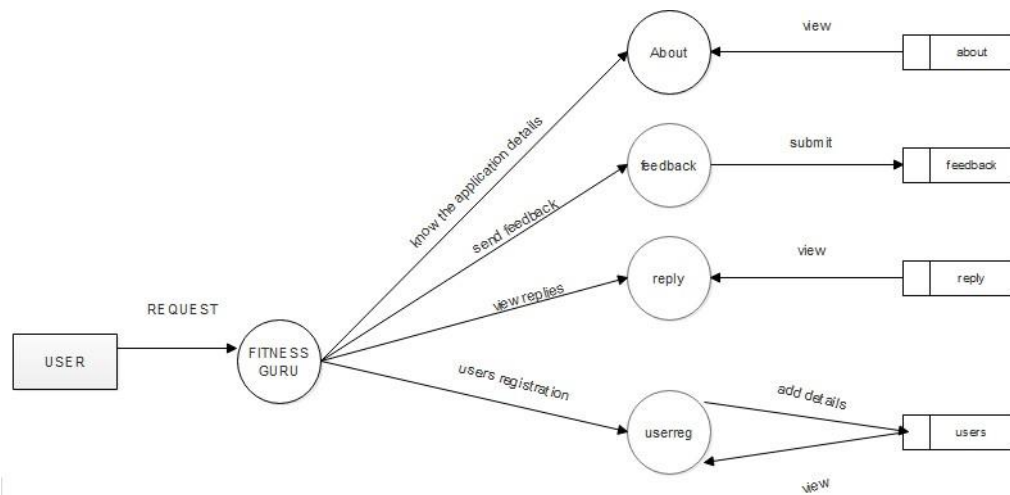 view
About
about
know the application details
submit
feedback
feedback
send feedback
view
reply
reply
view replies
REQUEST
USER
FITNESS
GURU
users registration
add details
userreg
users
view